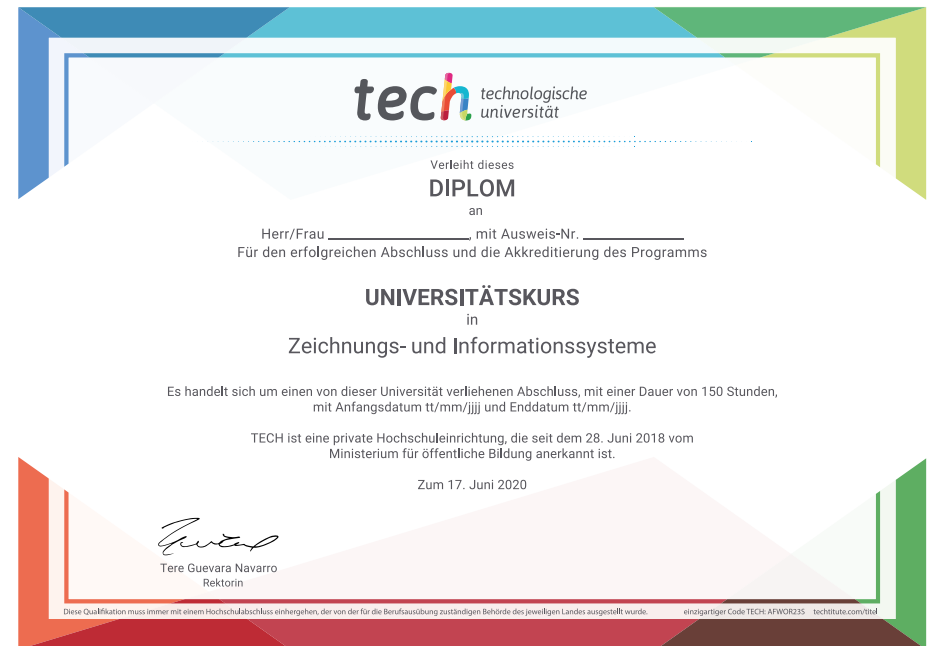 tech technologische
universität
Verleiht dieses
DIPLOM
an
Herr/Frau ____________________, mit Ausweis-Nr. ______________
Für den erfolgreichen Abschluss und die Akkreditierung des Programms
UNIVERSITÄTSKURS
in
Zeichnungs- und Informationssysteme
Es handelt sich um einen von dieser Universität verliehenen Abschluss, mit einer Dauer von 150 Stunden,
mit Anfangsdatum tt/mm/jjjj und Enddatum tt/mm/jjjj.
TECH ist eine private Hochschuleinrichtung, die seit dem 28. Juni 2018 vom
Ministerium für öffentliche Bildung anerkannt ist.
Zum 17. Juni 2020
Tere Guevara Navarro
Rektorin
Diese Qualifikation muss immer mit einem Hochschulabschluss einhergehen, der von der für die Berufsausübung zuständigen Behörde des jeweiligen Landes ausgestellt wurde. einzigartiger Code TECH: AFWOR23S techtitute.com/titel